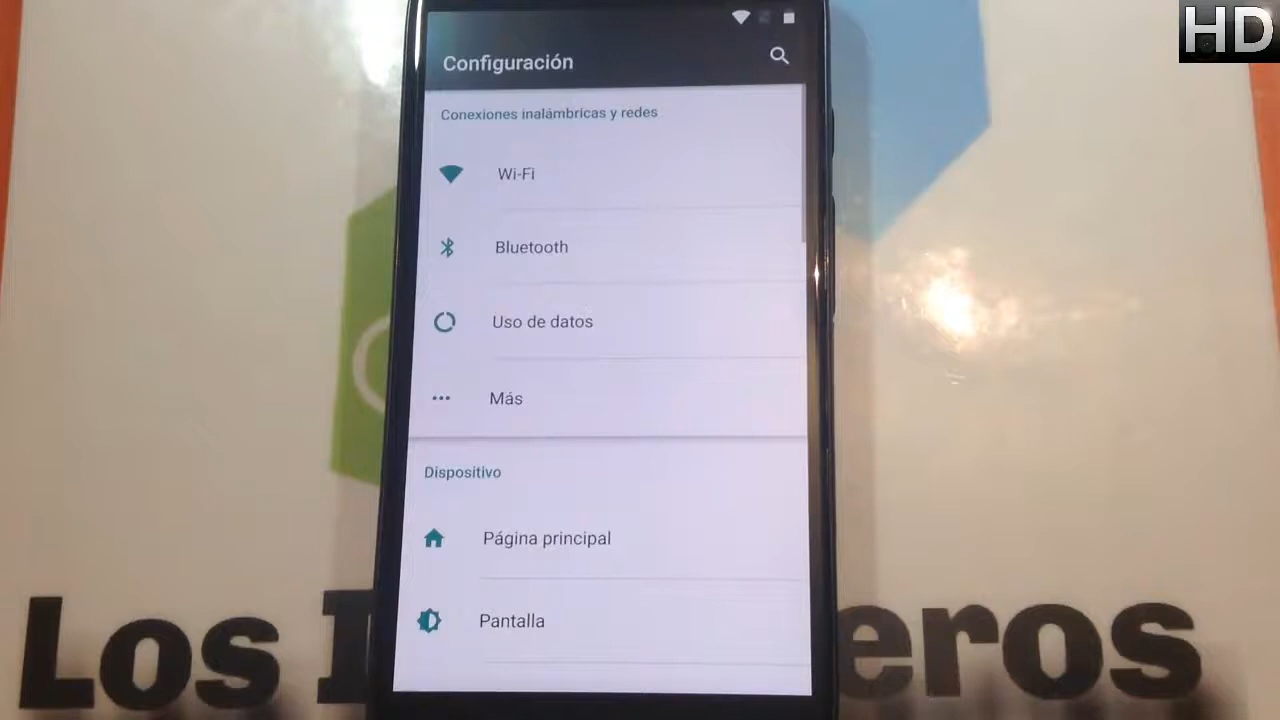 HD
Configuración
Conexiones inalámbricas y redes
Wi-Fi
Bluetooth
Uso de datos
Más
Dispositivo
Página principal
Pantalla
Los
eros